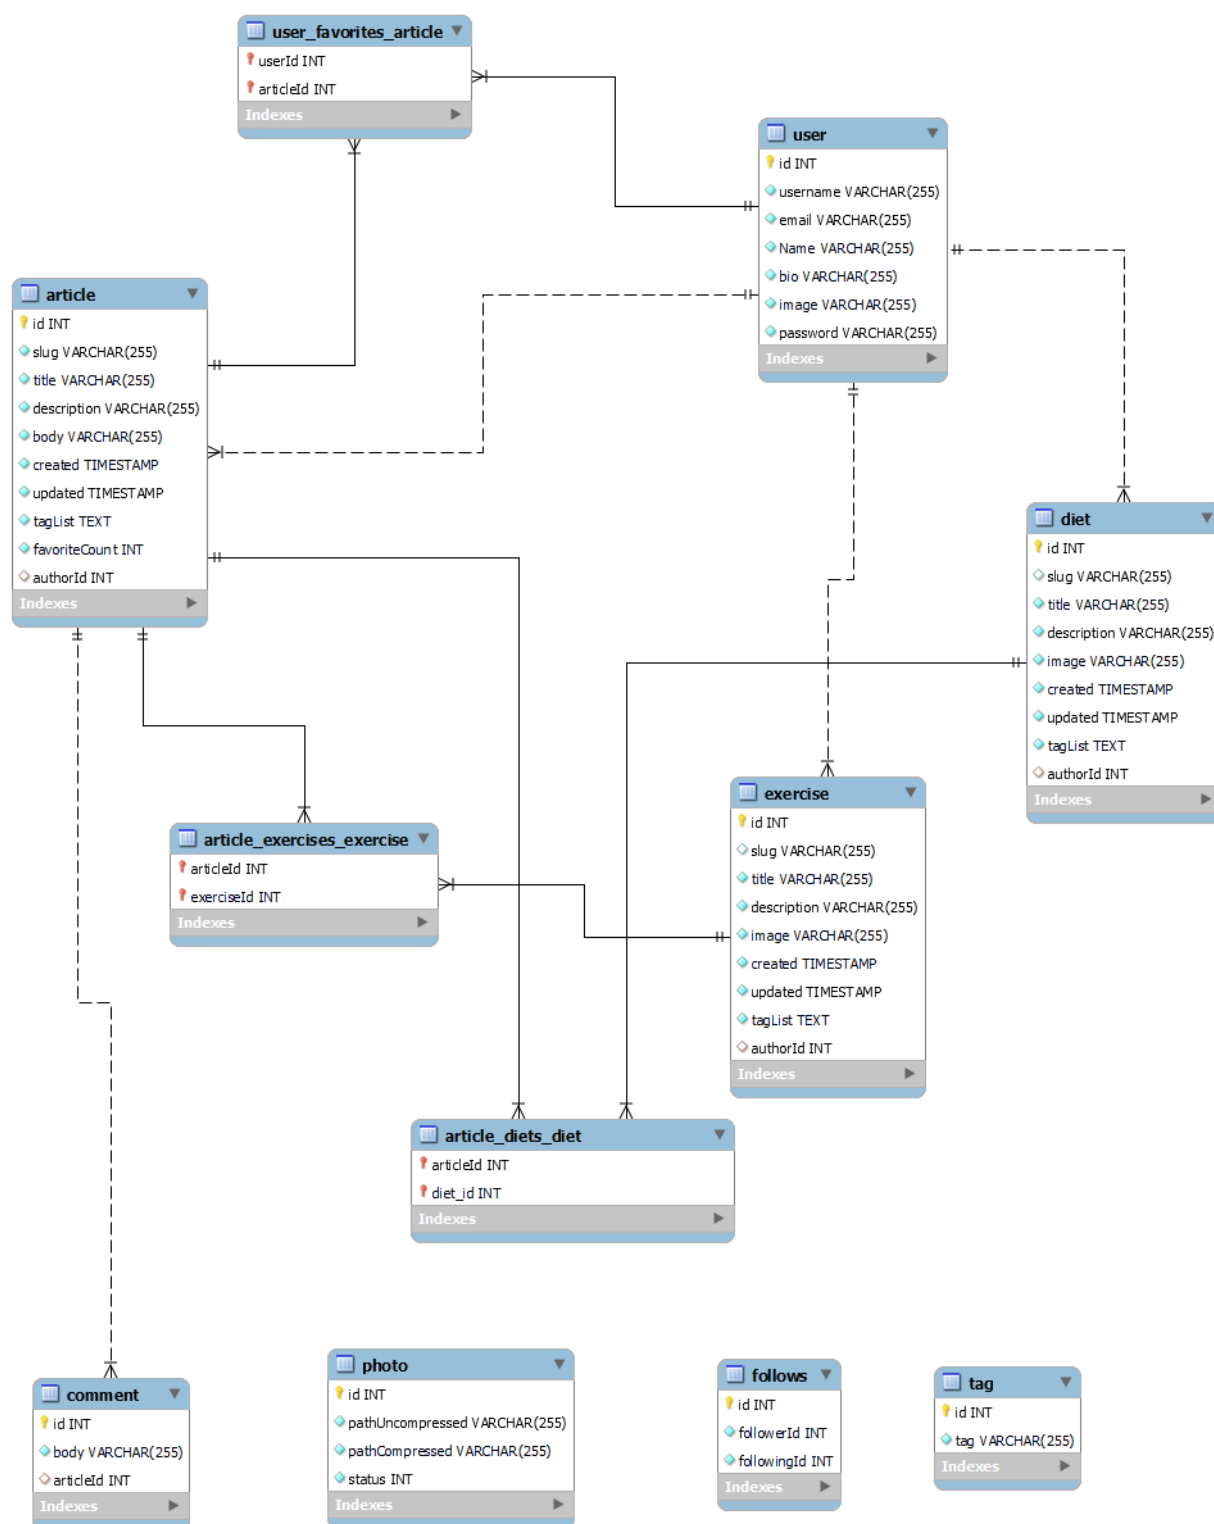 user_favorites_article
userId INT
articleId INT
Indexes
user
id INT
username VARCHAR(255)
email VARCHAR(255)
Name VARCHAR(255)
bio VARCHAR(255)
image VARCHAR(255)
password VARCHAR(255)
Indexes
article
id INT
slug VARCHAR(255)
title VARCHAR(255)
description VARCHAR(255)
body VARCHAR(255)
created TIMESTAMP
updated TIMESTAMP
tagList TEXT
favoriteCount INT
authorId INT
Indexes
diet
id INT
slug VARCHAR(255)
title VARCHAR(255)
description VARCHAR(255)
image VARCHAR(255)
created TIMESTAMP
updated TIMESTAMP
tagList TEXT
authorId INT
Indexes
exercise
id INT
slug VARCHAR(255)
title VARCHAR(255)
description VARCHAR(255)
image VARCHAR(255)
created TIMESTAMP
updated TIMESTAMP
tagList TEXT
authorId INT
Indexes
article_exercises_exercise
articleId INT
exerciseId INT
Indexes
article_diets_diet
articleId INT
diet_id INT
Indexes
comment
id INT
body VARCHAR(255)
articleId INT
Indexes
photo
id INT
pathUncompressed VARCHAR(255)
pathCompressed VARCHAR(255)
status INT
Indexes
follows
id INT
followerId INT
followingId INT
Indexes
tag
id INT
tag VARCHAR(255)
Indexes